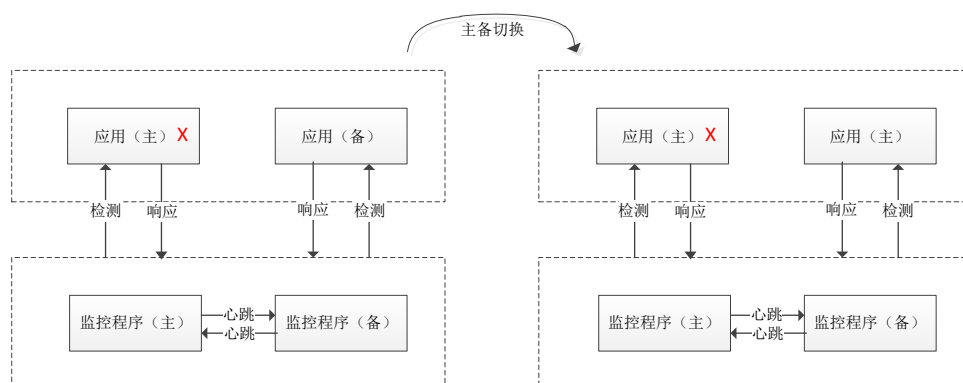 主备切换
应用（主）X
应用（备）
检测
响应
响应
检测
监控程序（主）
心跳
心跳
监控程序（备）
应用（主）X
应用（主）
检测
响应
响应
检测
监控程序（主）
心跳
心跳
监控程序（备）